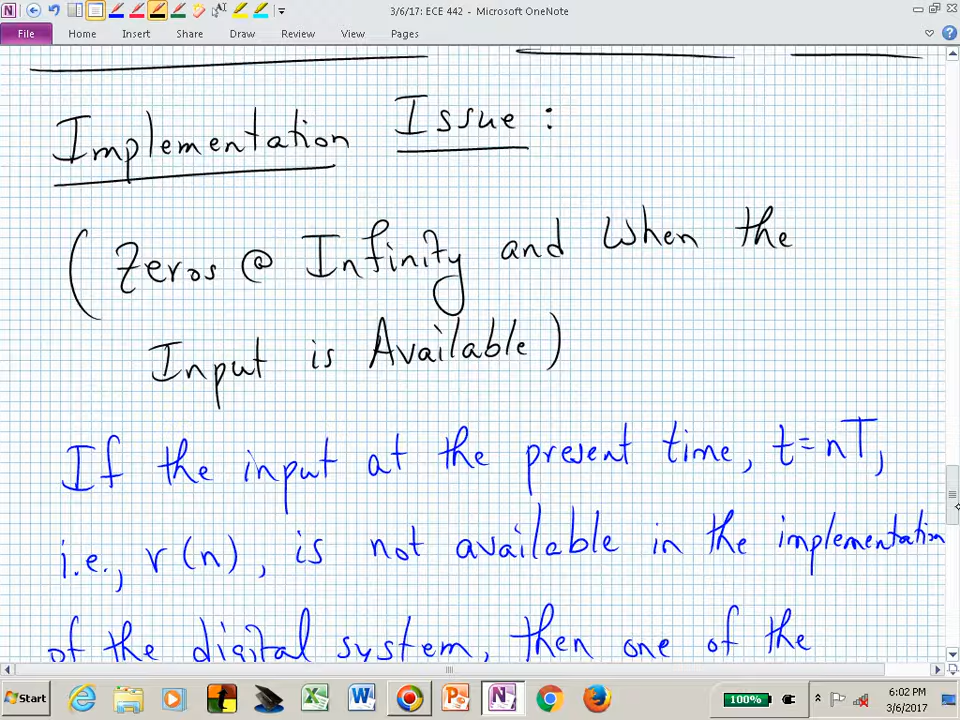 3/6/17: ECE 442 - Microsoft OneNote
File Home Insert Share Draw Review View Pages
Implementation Issue:
(Zeros @ Infinity and When the
Input is Available)
If the input at the present time, t=nT,
i.e., r(n), is not available in the implementation
of the digital system, then one of the
Start
100%
6:02 PM
3/6/2017